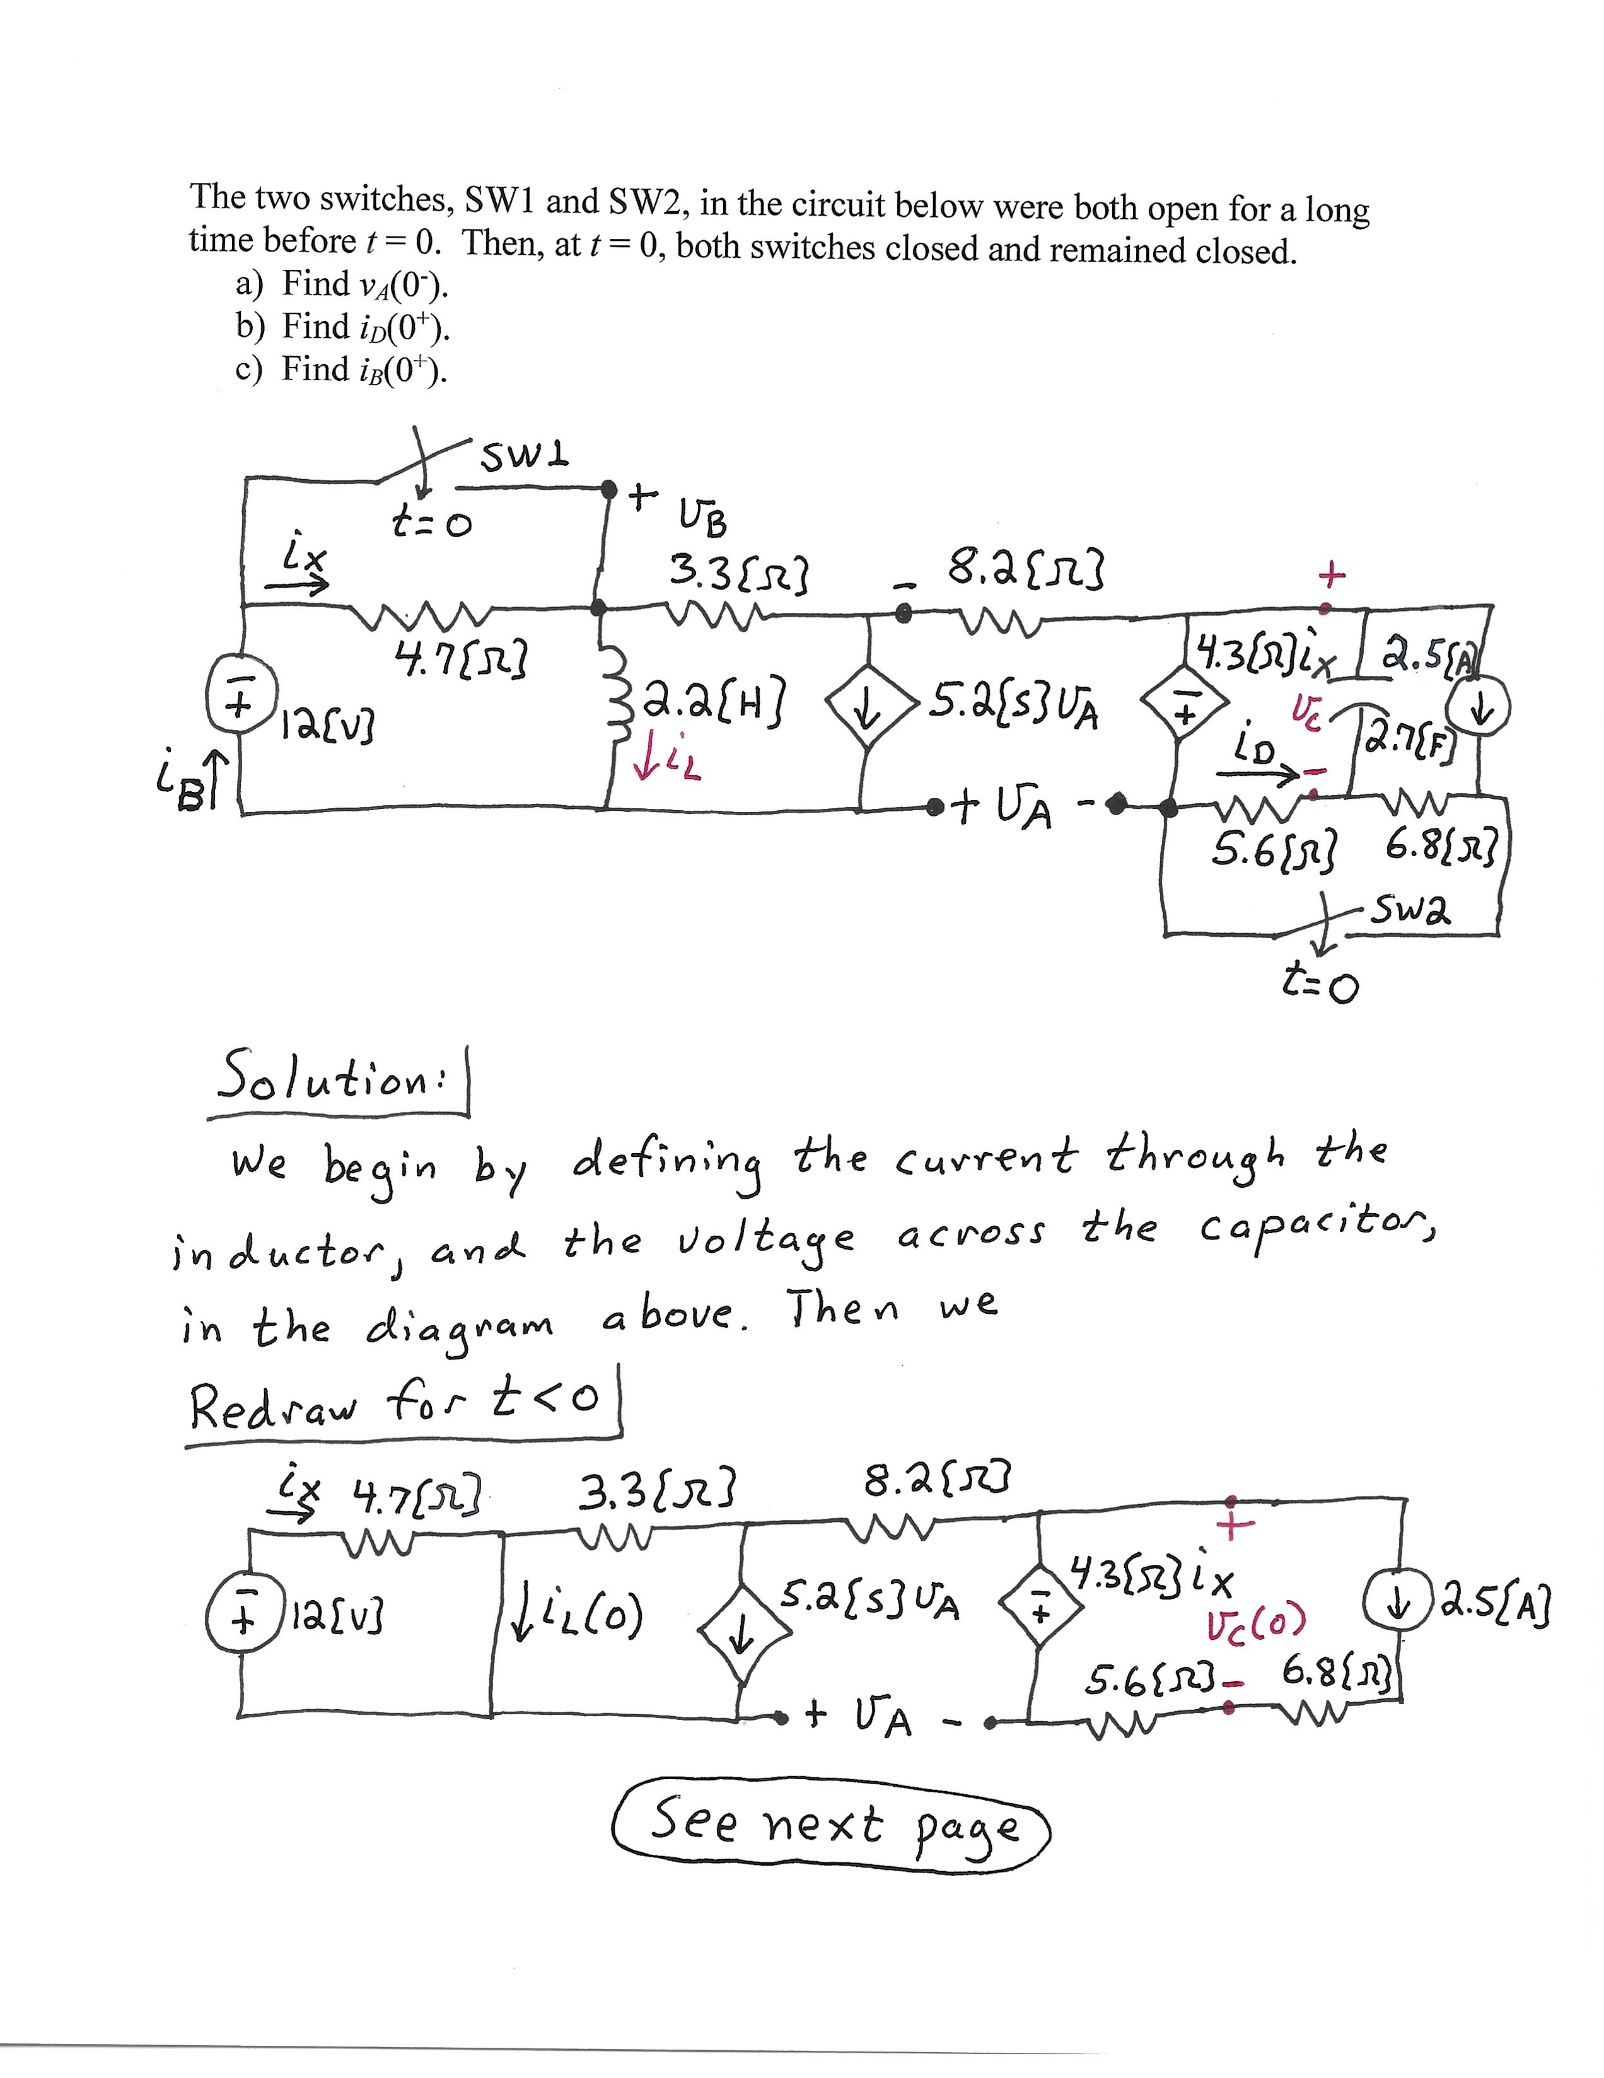 The two switches, SW1 and SW2, in the circuit below were both open for a long
time before t = 0. Then, at t = 0, both switches closed and remained closed.
a) Find vA(0-).
b) Find iD(0+).
c) Find iB(0+).
SW1
t=0
+ vB
ix
3.3[Ω]
- 8.2[Ω]
+
4.7[Ω]
4.3[Ω]ix
2.5[A]
- +
12[V]
2.2[H]
5.2[S]vA
- +
vC
iL
iD
2.7[F]
-
iB
+ vA -
5.6[Ω]
6.8[Ω]
SW2
t=0
Solution:
We begin by defining the current through the
inductor, and the voltage across the capacitor,
in the diagram above. Then we
Redraw for t<0
ix 4.7[Ω]
3.3[Ω]
8.2[Ω]
+
- +
12[V]
iL(0)
5.2[S]vA
- +
4.3[Ω]ix
vC(0)
2.5[A]
5.6[Ω] - 6.8[Ω]
+ vA -
See next page